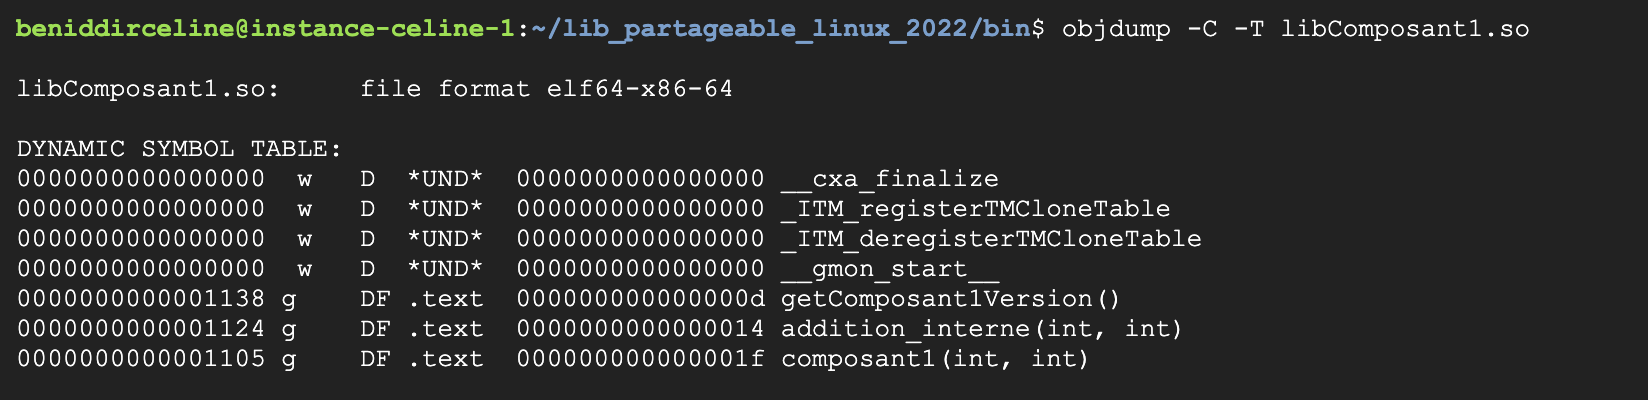 beniddirceline@instance-celine-1:~/lib_partageable_linux_2022/bin$ objdump -C -T libComposant1.so
libComposant1.so:     file format elf64-x86-64
DYNAMIC SYMBOL TABLE:
0000000000000000  w   D  *UND*  0000000000000000 __cxa_finalize
0000000000000000  w   D  *UND*  0000000000000000 _ITM_registerTMCloneTable
0000000000000000  w   D  *UND*  0000000000000000 _ITM_deregisterTMCloneTable
0000000000000000  w   D  *UND*  0000000000000000 __gmon_start__
0000000000001138 g    DF .text  000000000000000d getComposant1Version()
0000000000001124 g    DF .text  0000000000000014 addition_interne(int, int)
0000000000001105 g    DF .text  000000000000001f composant1(int, int)